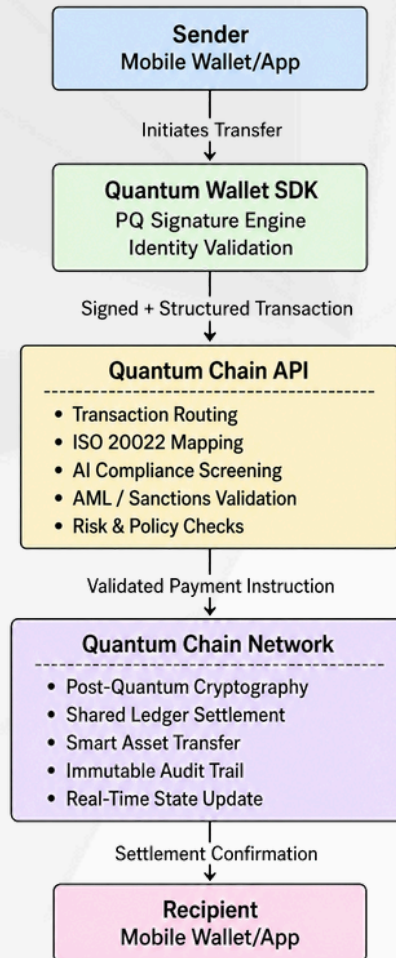 Sender
Mobile Wallet/App
Initiates Transfer
Quantum Wallet SDK
PQ Signature Engine
Identity Validation
Signed + Structured Transaction
Quantum Chain API
• Transaction Routing
• ISO 20022 Mapping
• AI Compliance Screening
• AML / Sanctions Validation
• Risk & Policy Checks
Validated Payment Instruction
Quantum Chain Network
• Post-Quantum Cryptography
• Shared Ledger Settlement
• Smart Asset Transfer
• Immutable Audit Trail
• Real-Time State Update
Settlement Confirmation
Recipient
Mobile Wallet/App